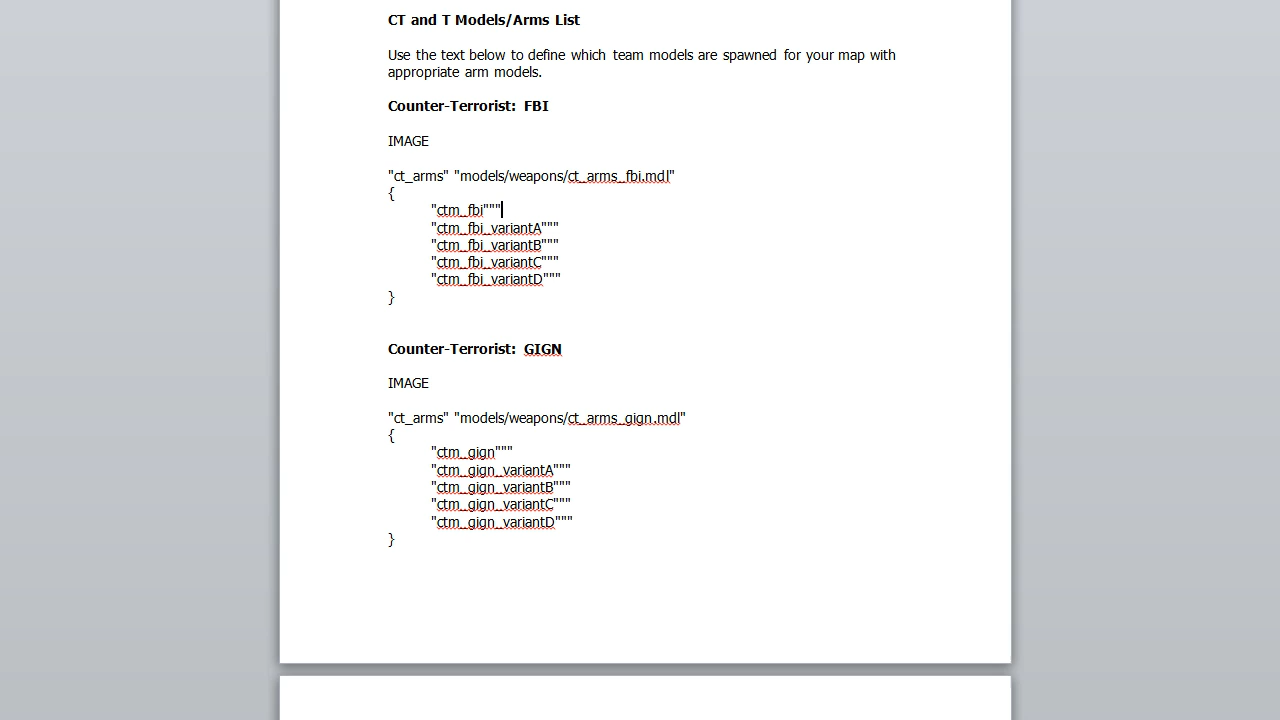 CT and T Models/Arms List
Use the text below to define which team models are spawned for your map with
appropriate arm models.
Counter-Terrorist: FBI
IMAGE
"ct_arms" "models/weapons/ct_arms_fbi.mdl"
{
"ctm_fbi"""
"ctm_fbi_variantA"""
"ctm_fbi_variantB"""
"ctm_fbi_variantC"""
"ctm_fbi_variantD"""
}
Counter-Terrorist: GIGN
IMAGE
"ct_arms" "models/weapons/ct_arms_gign.mdl"
{
"ctm_gign"""
"ctm_gign_variantA"""
"ctm_gign_variantB"""
"ctm_gign_variantC"""
"ctm_gign_variantD"""
}